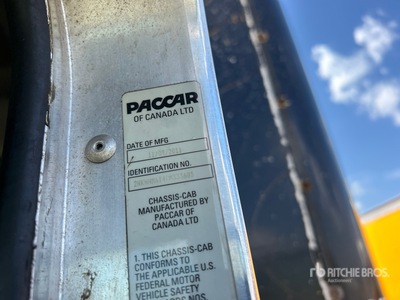 PACCAR
OF CANADA LTD
DATE OF MFG
IDENTIFICATION NO.
CHASSIS-CAB
MANUFACTURED BY
PACCAR OF
CANADA LTD
1. THIS CHASSIS-CAB
CONFORMS TO
THE APPLICABLE U.S.
FEDERAL MOTOR
VEHICLE SAFETY
RITCHIE BROS.
Auctioneers